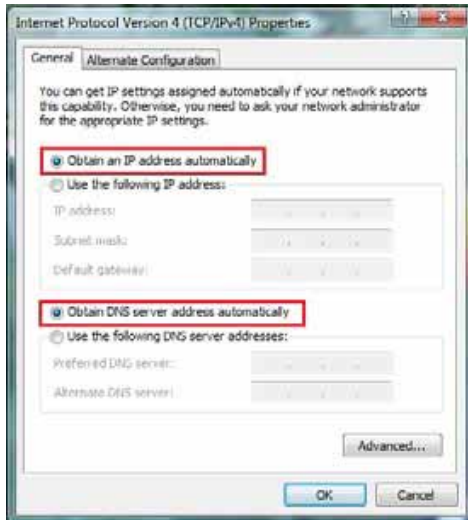 Internet Protocol Version 4 (TCP/IPv4) Properties
General
Alternate Configuration
You can get IP settings assigned automatically if your network supports
this capability. Otherwise, you need to ask your network administrator
for the appropriate IP settings.
Obtain an IP address automatically
Use the following IP address:
IP address:
Subnet mask:
Default gateway:
Obtain DNS server address automatically
Use the following DNS server addresses:
Preferred DNS server:
Alternate DNS server:
Advanced...
OK
Cancel